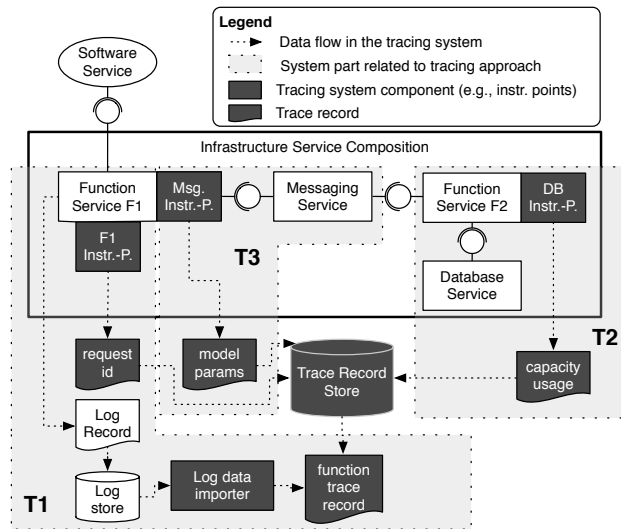 Legend
Data flow in the tracing system
System part related to tracing approach
Tracing system component (e.g., instr. points)
Trace record
Software
Service
Infrastructure Service Composition
Function
Service F1
Msg.
Instr.-P.
Messaging
Service
Function
Service F2
DB
Instr.-P.
F1
Instr.-P.
T3
Database
Service
T2
request
id
model
params
Trace Record
Store
capacity
usage
Log
Record
T1
Log
store
Log data
importer
function
trace
record